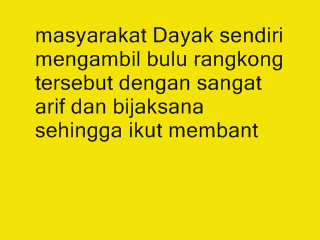 masyarakat Dayak sendiri
mengambil bulu rangkong
tersebut dengan sangat
arif dan bijaksana
sehingga ikut membant